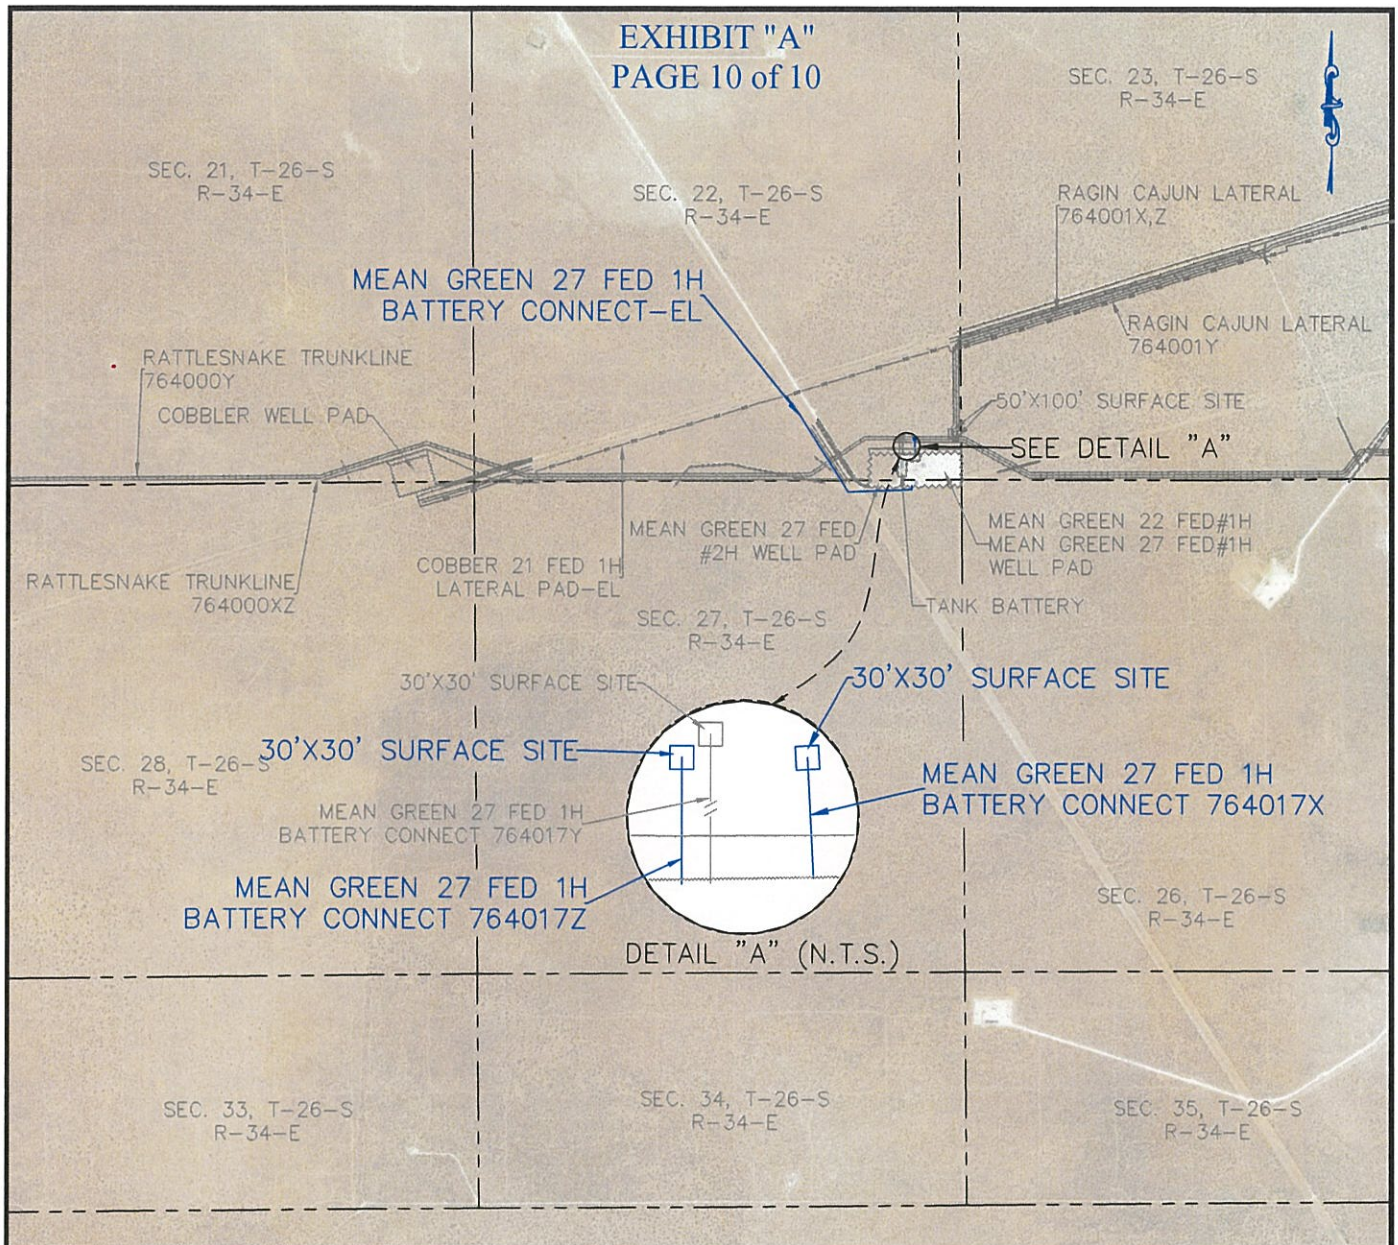 EXHIBIT "A"
PAGE 10 of 10
SEC. 23, T-26-S
R-34-E
SEC. 21, T-26-S
R-34-E
SEC. 22, T-26-S
R-34-E
RAGIN CAJUN LATERAL
764001X,Z
MEAN GREEN 27 FED 1H
BATTERY CONNECT-EL
RAGIN CAJUN LATERAL
764001Y
RATTLESNAKE TRUNKLINE
764000Y
COBBLER WELL PAD
50'X100' SURFACE SITE
SEE DETAIL "A"
MEAN GREEN 27 FED
#2H WELL PAD
MEAN GREEN 22 FED#1H
MEAN GREEN 27 FED#1H
WELL PAD
COBBER 21 FED 1H
LATERAL PAD-EL
RATTLESNAKE TRUNKLINE
764000XZ
TANK BATTERY
SEC. 27, T-26-S
R-34-E
30'X30' SURFACE SITE
30'X30' SURFACE SITE
30'X30' SURFACE SITE
SEC. 28, T-26-S
R-34-E
MEAN GREEN 27 FED 1H
BATTERY CONNECT 764017X
MEAN GREEN 27 FED 1H
BATTERY CONNECT 764017Y
MEAN GREEN 27 FED 1H
BATTERY CONNECT 764017Z
SEC. 26, T-26-S
R-34-E
DETAIL "A" (N.T.S.)
SEC. 33, T-26-S
R-34-E
SEC. 34, T-26-S
R-34-E
SEC. 35, T-26-S
R-34-E